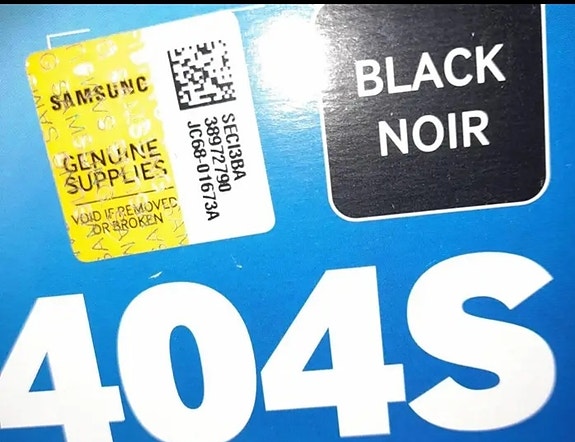 SAMSUNG
GENUINE
SUPPLIES
VOID IF REMOVED
OR BROKEN
SEC13BA
38972790
JC68-01673A
BLACK
NOIR
404S